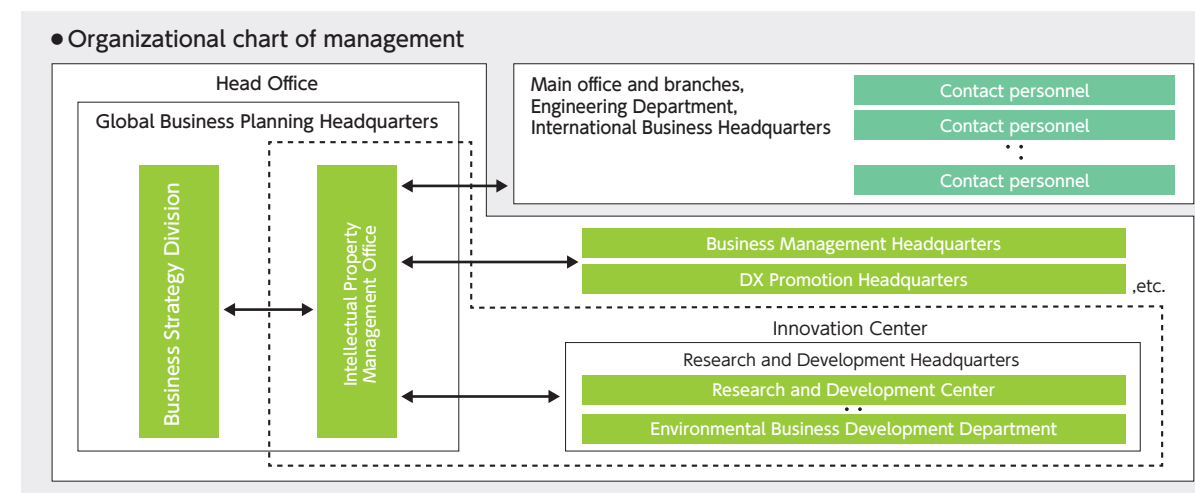 ● Organizational chart of management
Head Office
Global Business Planning Headquarters
Business Strategy Division
Intellectual Property
Management Office
Main office and branches,
Engineering Department,
International Business Headquarters
Contact personnel
Contact personnel
: :
Contact personnel
Business Management Headquarters
DX Promotion Headquarters
,etc.
Innovation Center
Research and Development Headquarters
Research and Development Center
: :
Environmental Business Development Department